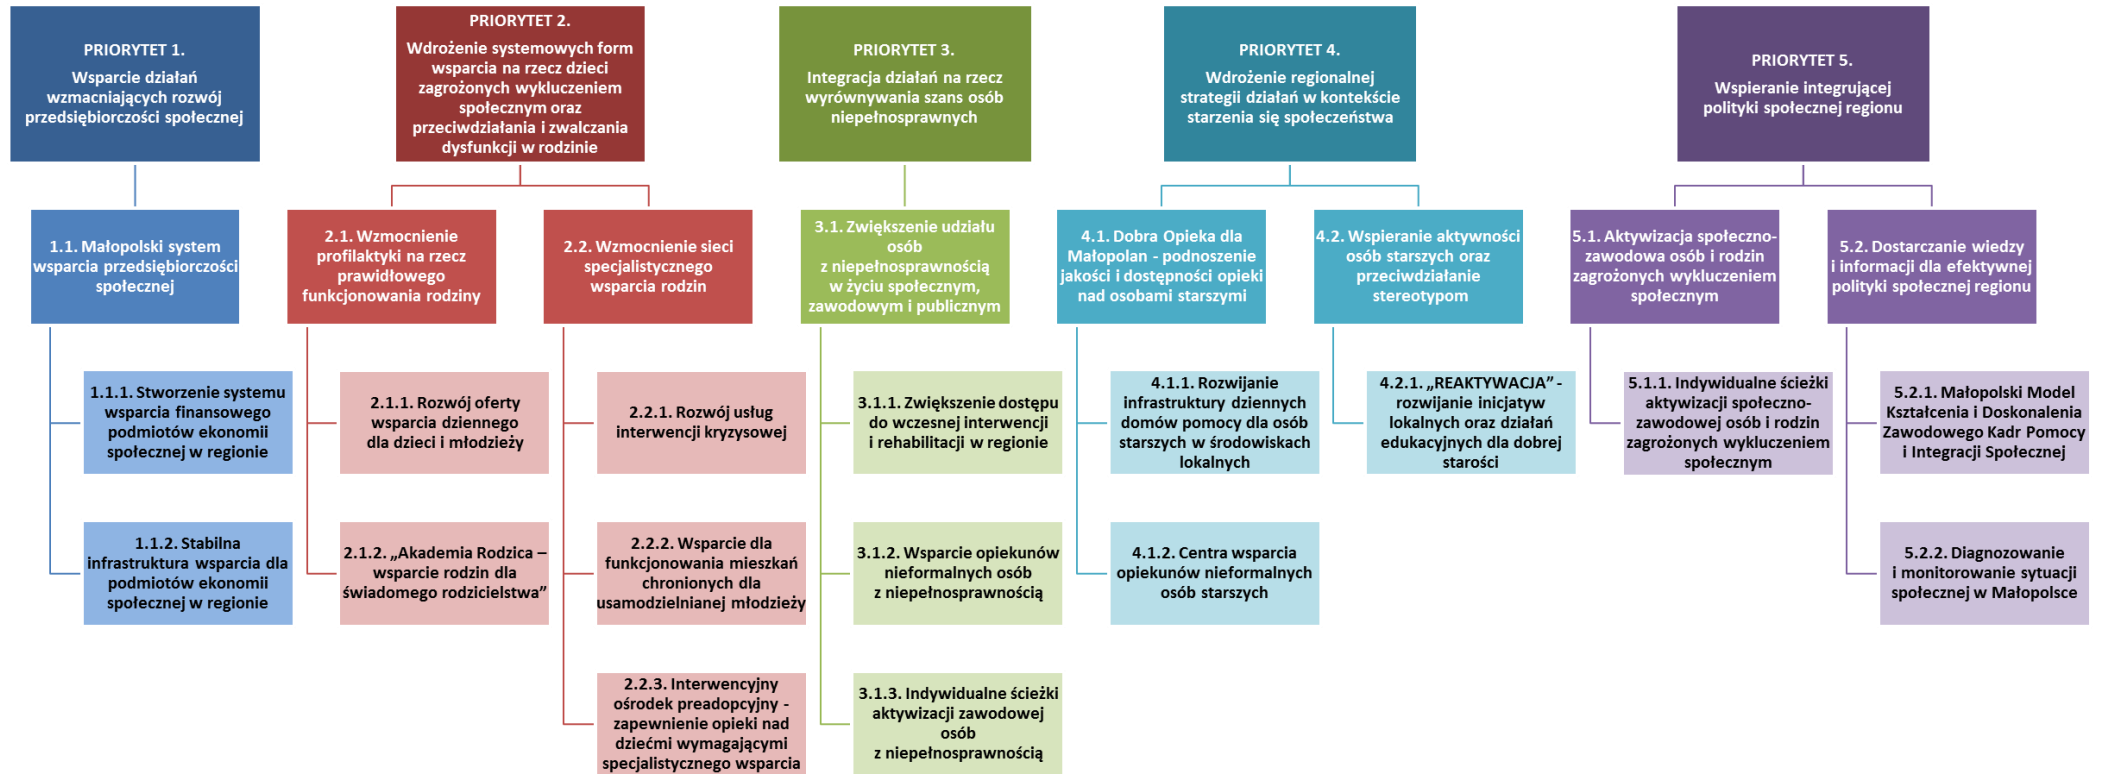 PRIORYTET 1.
Wsparcie działań
wzmacniających rozwój
przedsiębiorczości społecznej
PRIORYTET 2.
Wdrożenie systemowych form
wsparcia na rzecz dzieci
zagrożonych wykluczeniem
społecznym oraz
przeciwdziałania i zwalczania
dysfunkcji w rodzinie
PRIORYTET 3.
Integracja działań na rzecz
wyrównywania szans osób
niepełnosprawnych
PRIORYTET 4.
Wdrożenie regionalnej
strategii działań w kontekście
starzenia się społeczeństwa
PRIORYTET 5.
Wspieranie integrującej
polityki społecznej regionu
1.1. Małopolski system
wsparcia przedsiębiorczości
społecznej
2.1. Wzmocnienie
profilaktyki na rzecz
prawidłowego
funkcjonowania rodziny
2.2. Wzmocnienie sieci
specjalistycznego
wsparcia rodzin
3.1. Zwiększenie udziału
osób
z niepełnosprawnością
w życiu społecznym,
zawodowym i publicznym
4.1. Dobra Opieka dla
Małopolan - podnoszenie
jakości i dostępności opieki
nad osobami starszymi
4.2. Wspieranie aktywności
osób starszych oraz
przeciwdziałanie
stereotypom
5.1. Aktywizacja społeczno-
zawodowa osób i rodzin
zagrożonych wykluczeniem
społecznym
5.2. Dostarczanie wiedzy
i informacji dla efektywnej
polityki społecznej regionu
1.1.1. Stworzenie systemu
wsparcia finansowego
podmiotów ekonomii
społecznej w regionie
2.1.1. Rozwój oferty
wsparcia dziennego
dla dzieci i młodzieży
2.2.1. Rozwój usług
interwencji kryzysowej
3.1.1. Zwiększenie dostępu
do wczesnej interwencji
i rehabilitacji w regionie
4.1.1. Rozwijanie
infrastruktury dziennych
domów pomocy dla osób
starszych w środowiskach
lokalnych
4.2.1. „REAKTYWACJA” -
rozwijanie inicjatyw
lokalnych oraz działań
edukacyjnych dla dobrej
starości
5.1.1. Indywidualne ścieżki
aktywizacji społeczno-
zawodowej osób i rodzin
zagrożonych wykluczeniem
społecznym
5.2.1. Małopolski Model
Kształcenia i Doskonalenia
Zawodowego Kadr Pomocy
i Integracji Społecznej
1.1.2. Stabilna
infrastruktura wsparcia dla
podmiotów ekonomii
społecznej w regionie
2.1.2. „Akademia Rodzica –
wsparcie rodzin dla
świadomego rodzicielstwa”
2.2.2. Wsparcie dla
funkcjonowania mieszkań
chronionych dla
usamodzielnianej młodzieży
3.1.2. Wsparcie opiekunów
nieformalnych osób
z niepełnosprawnością
4.1.2. Centra wsparcia
opiekunów nieformalnych
osób starszych
5.2.2. Diagnozowanie
i monitorowanie sytuacji
społecznej w Małopolsce
2.2.3. Interwencyjny
ośrodek preadopcyjny -
zapewnienie opieki nad
dziećmi wymagającymi
specjalistycznego wsparcia
3.1.3. Indywidualne ścieżki
aktywizacji zawodowej
osób
z niepełnosprawnością